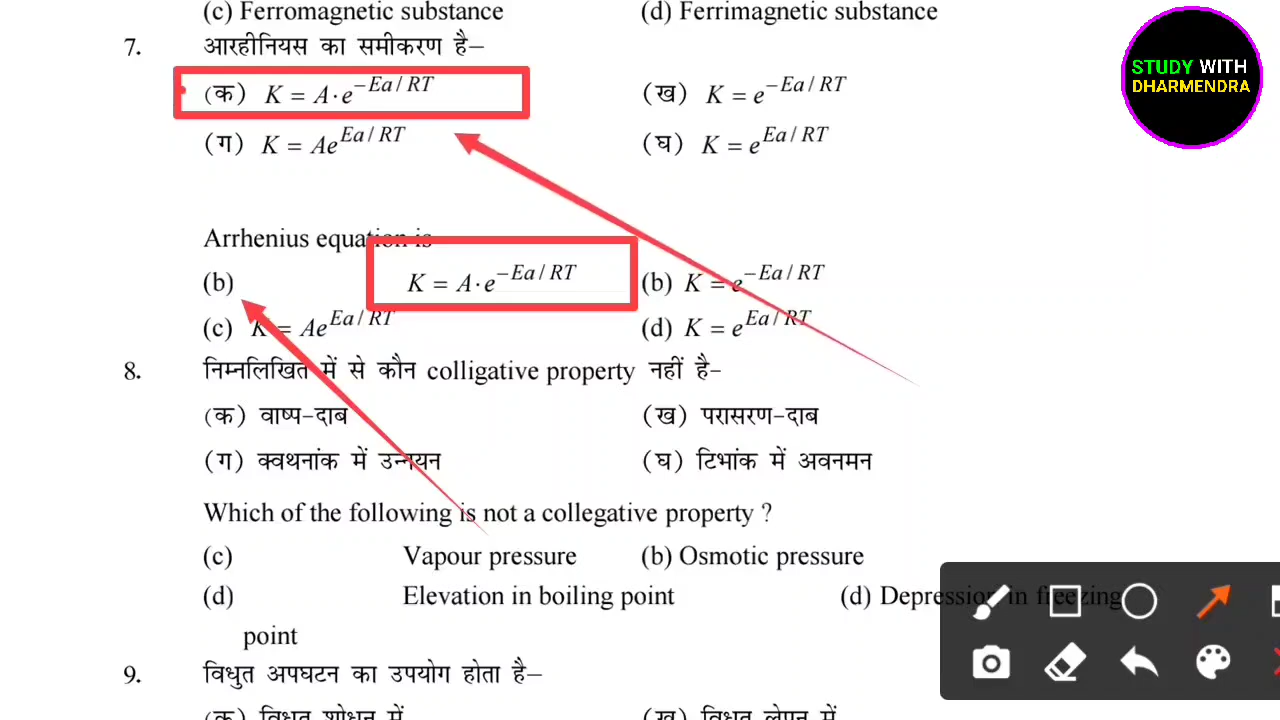 (c) Ferromagnetic substance (d) Ferrimagnetic substance
7. आरहीनियस का समीकरण है–
(क) K = A·e^{-Ea/RT} (ख) K = e^{-Ea/RT}
(ग) K = Ae^{Ea/RT} (घ) K = e^{Ea/RT}
Arrhenius equation is
(b) K = A·e^{-Ea/RT} (b) K = e^{-Ea/RT}
(c) K = Ae^{Ea/RT} (d) K = e^{Ea/RT}
8. निम्नलिखित में से कौन colligative property नहीं है–
(क) वाष्प-दाब (ख) परासरण-दाब
(ग) क्वथनांक में उन्नयन (घ) टिभांक में अवनमन
Which of the following is not a collegative property ?
(c) Vapour pressure (b) Osmotic pressure
(d) Elevation in boiling point (d) Depression in freezing
point
9. विधुत अपघटन का उपयोग होता है–
(क) विधुत शोधन में (ख) विधुत लेपन में
STUDY WITH
DHARMENDRA